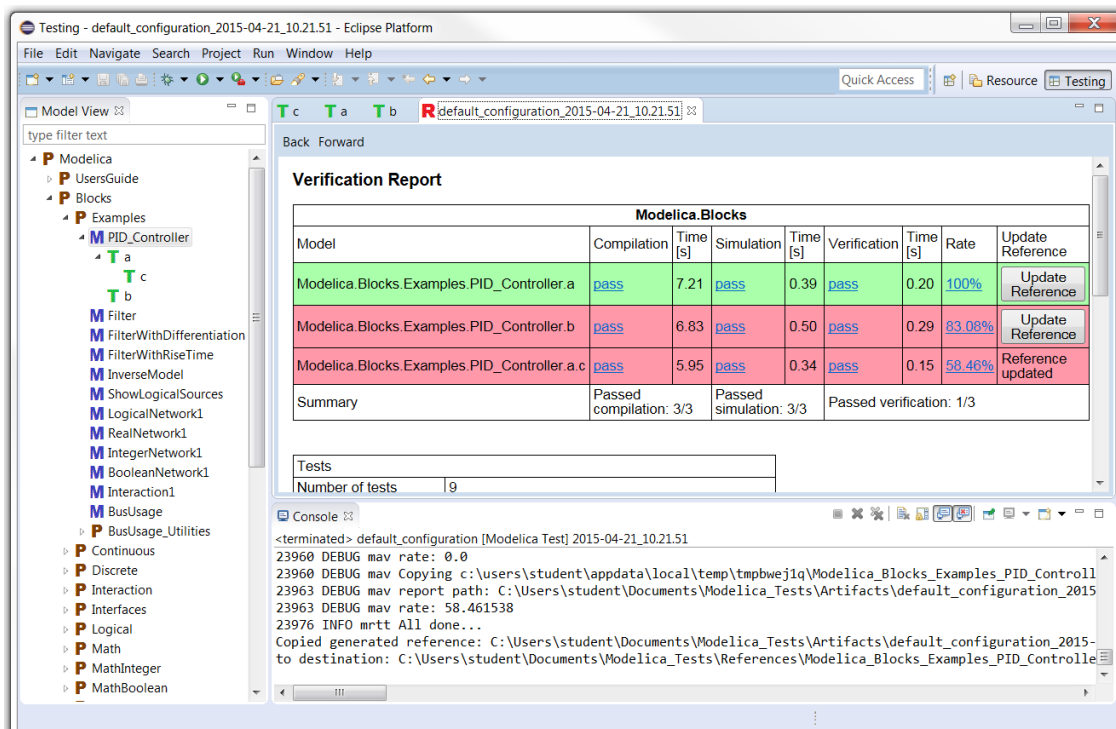 Testing - default_configuration_2015-04-21_10.21.51 - Eclipse Platform
File Edit Navigate Search Project Run Window Help
Quick Access
Resource
Testing
Model View
type filter text
P Modelica
P UsersGuide
P Blocks
P Examples
M PID_Controller
T a
T c
T b
M Filter
M FilterWithDifferentiation
M FilterWithRiseTime
M InverseModel
M ShowLogicalSources
M LogicalNetwork1
M RealNetwork1
M IntegerNetwork1
M BooleanNetwork1
M Interaction1
M BusUsage
P BusUsage_Utilities
P Continuous
P Discrete
P Interaction
P Interfaces
P Logical
P Math
P MathInteger
P MathBoolean
T c T a T b R default_configuration_2015-04-21_10.21.51
Back Forward
Verification Report
Modelica.Blocks
Model Compilation Time [s] Simulation Time [s] Verification Time [s] Rate Update Reference
Modelica.Blocks.Examples.PID_Controller.a pass 7.21 pass 0.39 pass 0.20 100% Update Reference
Modelica.Blocks.Examples.PID_Controller.b pass 6.83 pass 0.50 pass 0.29 83.08% Update Reference
Modelica.Blocks.Examples.PID_Controller.a.c pass 5.95 pass 0.34 pass 0.15 58.46% Reference updated
Summary Passed compilation: 3/3 Passed simulation: 3/3 Passed verification: 1/3
Tests
Number of tests 9
Console
<terminated> default_configuration [Modelica Test] 2015-04-21_10.21.51
23960 DEBUG mav rate: 0.0
23960 DEBUG mav Copying c:\users\student\appdata\local\temp\tmpbwej1q\Modelica_Blocks_Examples_PID_Controll
23963 DEBUG mav report path: C:\Users\student\Documents\Modelica_Tests\Artifacts\default_configuration_2015
23963 DEBUG mav rate: 58.461538
23976 INFO mrtt All done...
Copied generated reference: C:\Users\student\Documents\Modelica_Tests\Artifacts\default_configuration_2015-
to destination: C:\Users\student\Documents\Modelica_Tests\References\Modelica_Blocks_Examples_PID_Controlle